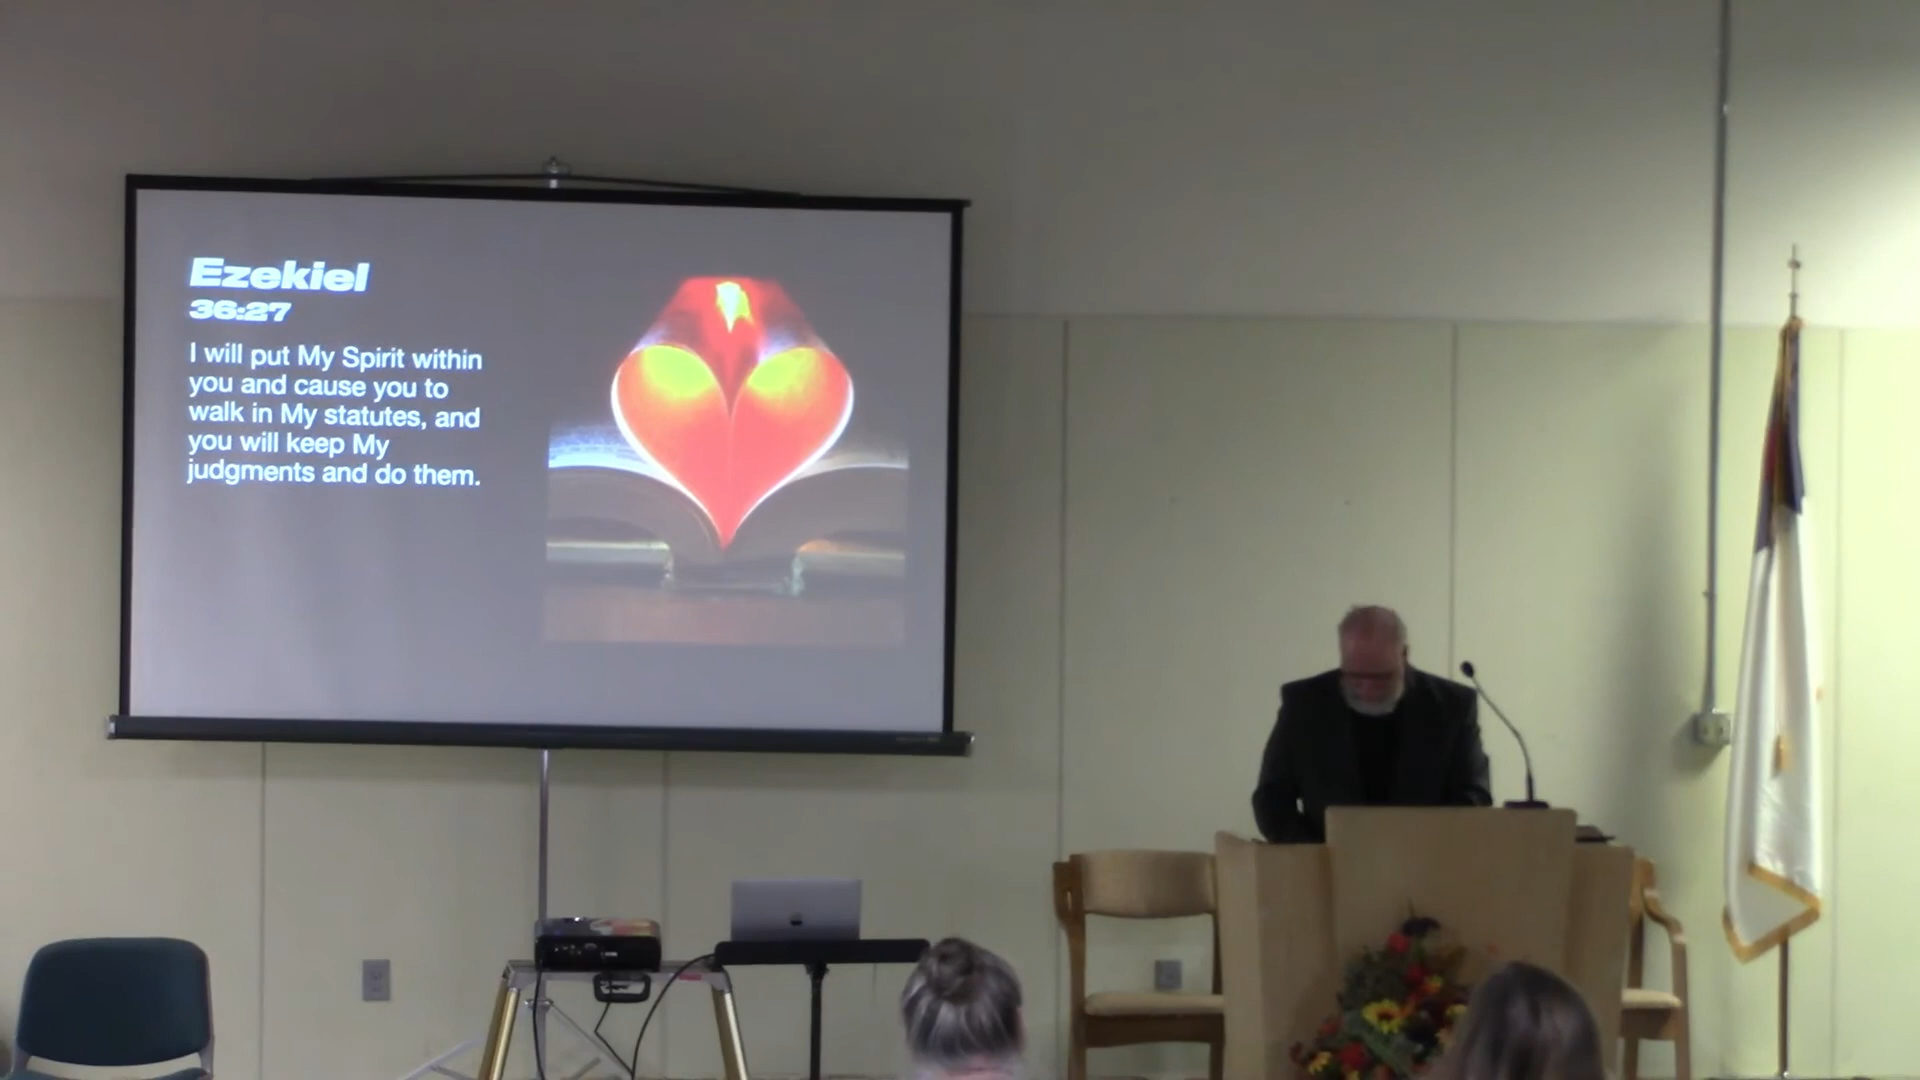 Ezekiel
36:27
I will put My Spirit within
you and cause you to
walk in My statutes, and
you will keep My
judgments and do them.